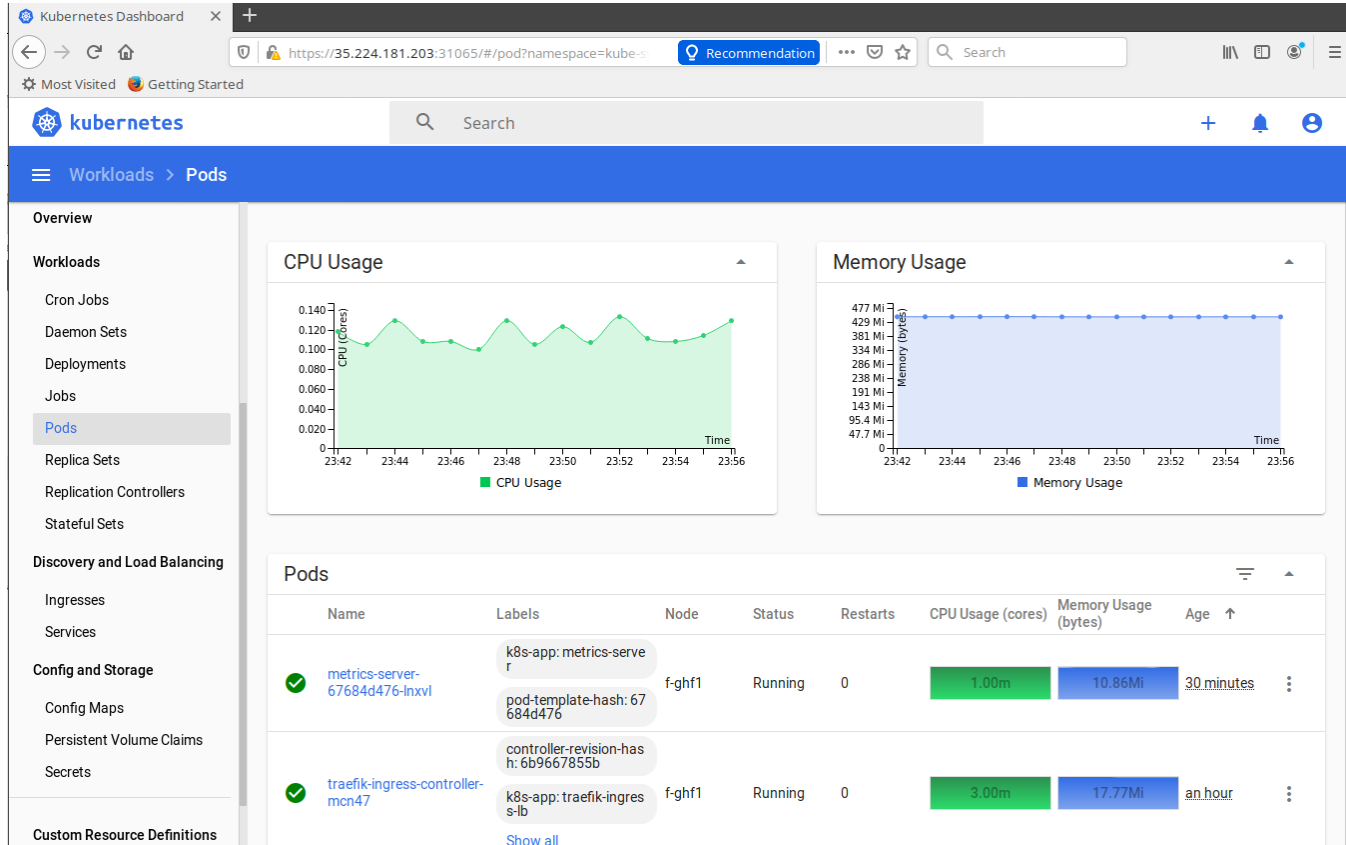 Kubernetes Dashboard
https://35.224.181.203:31065/#/pod?namespace=kube-s
Recommendation
Search
Most Visited
Getting Started
kubernetes
Search
Workloads > Pods
Overview
Workloads
Cron Jobs
Daemon Sets
Deployments
Jobs
Pods
Replica Sets
Replication Controllers
Stateful Sets
Discovery and Load Balancing
Ingresses
Services
Config and Storage
Config Maps
Persistent Volume Claims
Secrets
Custom Resource Definitions
CPU Usage
0.140
0.120
0.100
0.080
0.060
0.040
0.020
0
CPU (Cores)
Time
23:42 23:44 23:46 23:48 23:50 23:52 23:54 23:56
CPU Usage
Memory Usage
477 Mi
429 Mi
381 Mi
334 Mi
286 Mi
238 Mi
191 Mi
143 Mi
95.4 Mi
47.7 Mi
0
Memory (bytes)
Time
23:42 23:44 23:46 23:48 23:50 23:52 23:54 23:56
Memory Usage
Pods
Name Labels Node Status Restarts CPU Usage (cores) Memory Usage
(bytes) Age
metrics-server-
67684d476-lnxvl
k8s-app: metrics-serve
r
pod-template-hash: 67
684d476
f-ghf1 Running 0 1.00m 10.86Mi 30 minutes
traefik-ingress-controller-
mcn47
controller-revision-has
h: 6b9667855b
k8s-app: traefik-ingres
s-lb
Show all
f-ghf1 Running 0 3.00m 17.77Mi an hour